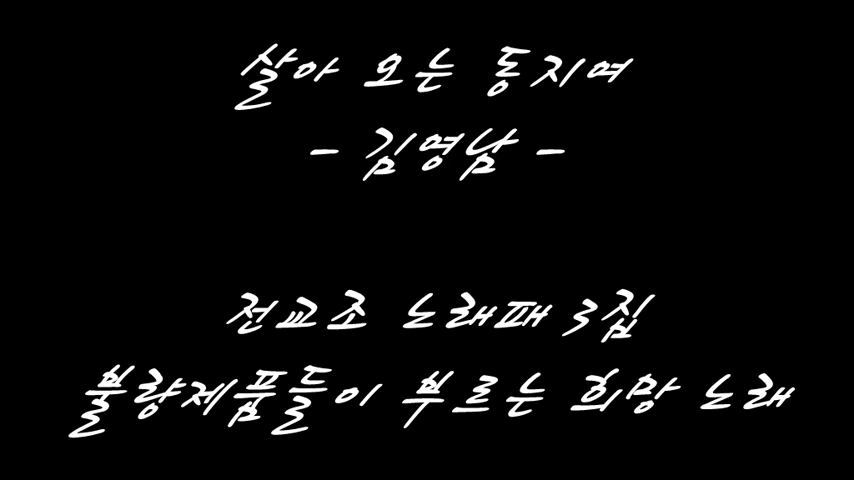 살아 오는 동지여
- 김영남 -
전교조 노래패 3집
불량제품들이 부르는 희망 노래